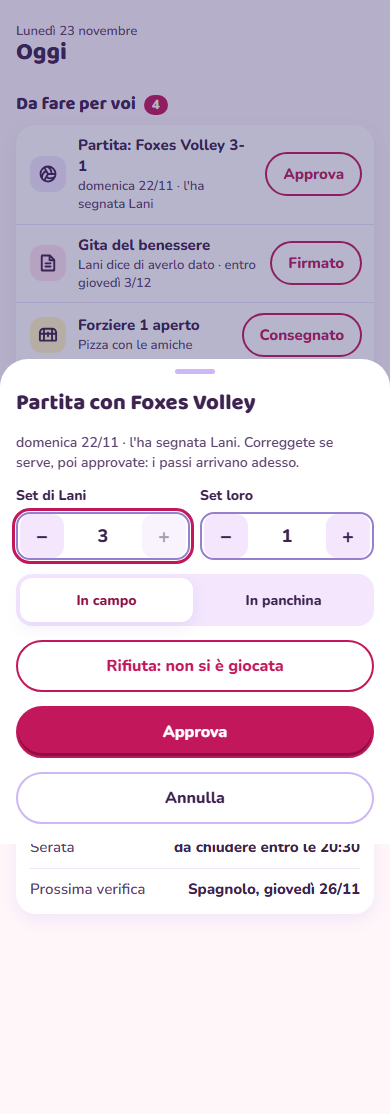 Lunedì 23 novembre
Oggi
Da fare per voi 4
Partita: Foxes Volley 3-
1
domenica 22/11 · l'ha
segnata Lani
Approva
Gita del benessere
Lani dice di averlo dato · entro
giovedì 3/12
Firmato
Forziere 1 aperto
Pizza con le amiche
Consegnato
Partita con Foxes Volley
domenica 22/11 · l'ha segnata Lani. Correggete se
serve, poi approvate: i passi arrivano adesso.
Set di Lani
Set loro
− 3 +
− 1 +
In campo
In panchina
Rifiuta: non si è giocata
Approva
Annulla
Serata da chiudere entro le 20:30
Prossima verifica Spagnolo, giovedì 26/11